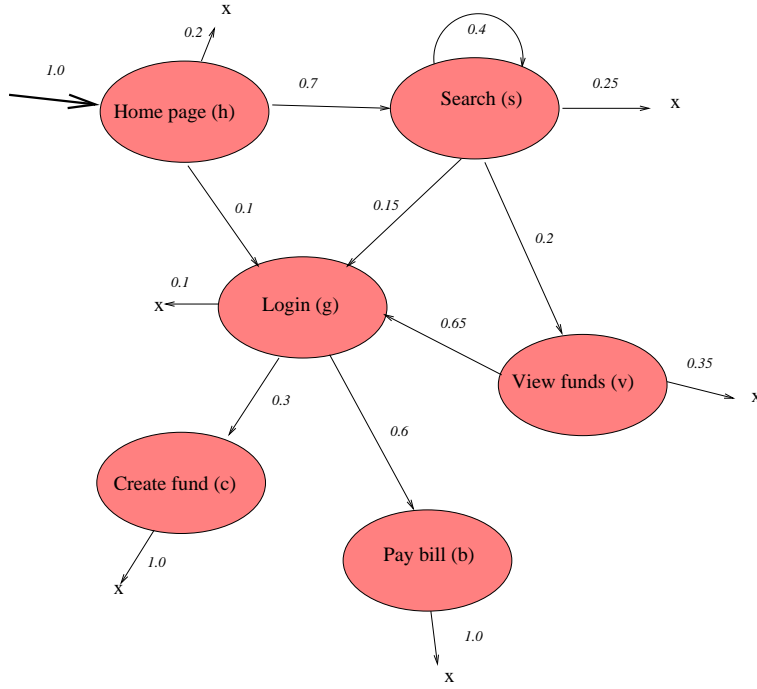 x
0.2
0.4
1.0
0.7
0.25
Home page (h)
Search (s)
x
0.1
0.15
0.2
0.1
x
Login (g)
0.65
0.35
View funds (v)
x
0.3
0.6
Create fund (c)
Pay bill (b)
1.0
x
1.0
x